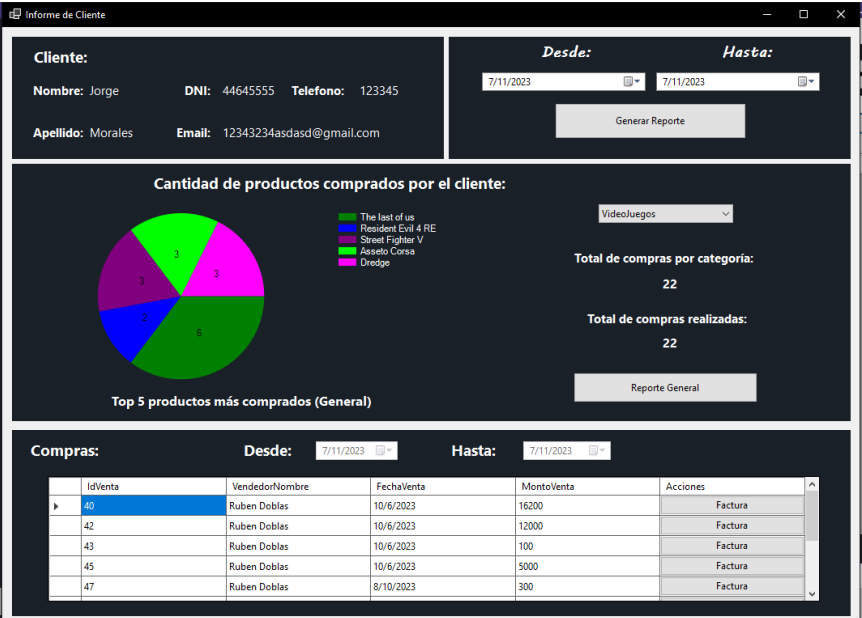 Informe de Cliente
Cliente:
Nombre: Jorge DNI: 44645555 Telefono: 123345
Apellido: Morales Email: 12343234asdasd@gmail.com
Desde: Hasta:
7/11/2023 7/11/2023
Generar Reporte
Cantidad de productos comprados por el cliente:
The last of us
Resident Evil 4 RE
Street Fighter V
Asseto Corsa
Dredge
3
3
3
2
6
Top 5 productos más comprados (General)
VideoJuegos
Total de compras por categoría:
22
Total de compras realizadas:
22
Reporte General
Compras: Desde: 7/11/2023 Hasta: 7/11/2023
IdVenta VendedorNombre FechaVenta MontoVenta Acciones
40 Ruben Doblas 10/6/2023 16200 Factura
42 Ruben Doblas 10/6/2023 12000 Factura
43 Ruben Doblas 10/6/2023 100 Factura
45 Ruben Doblas 10/6/2023 5000 Factura
47 Ruben Doblas 8/10/2023 300 Factura